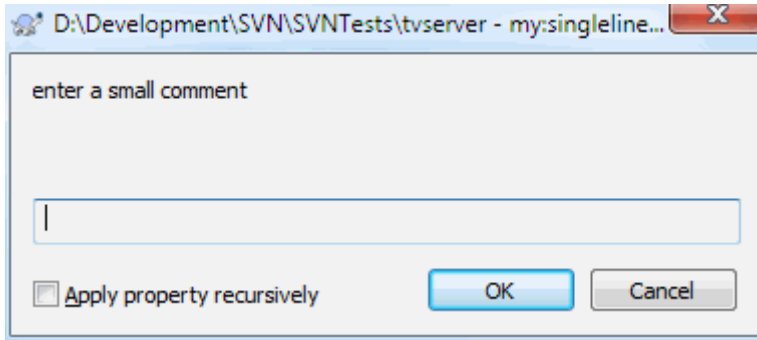 D:\Development\SVN\SVNTests\tvserver - my:singleline...
enter a small comment
Apply property recursively
OK
Cancel